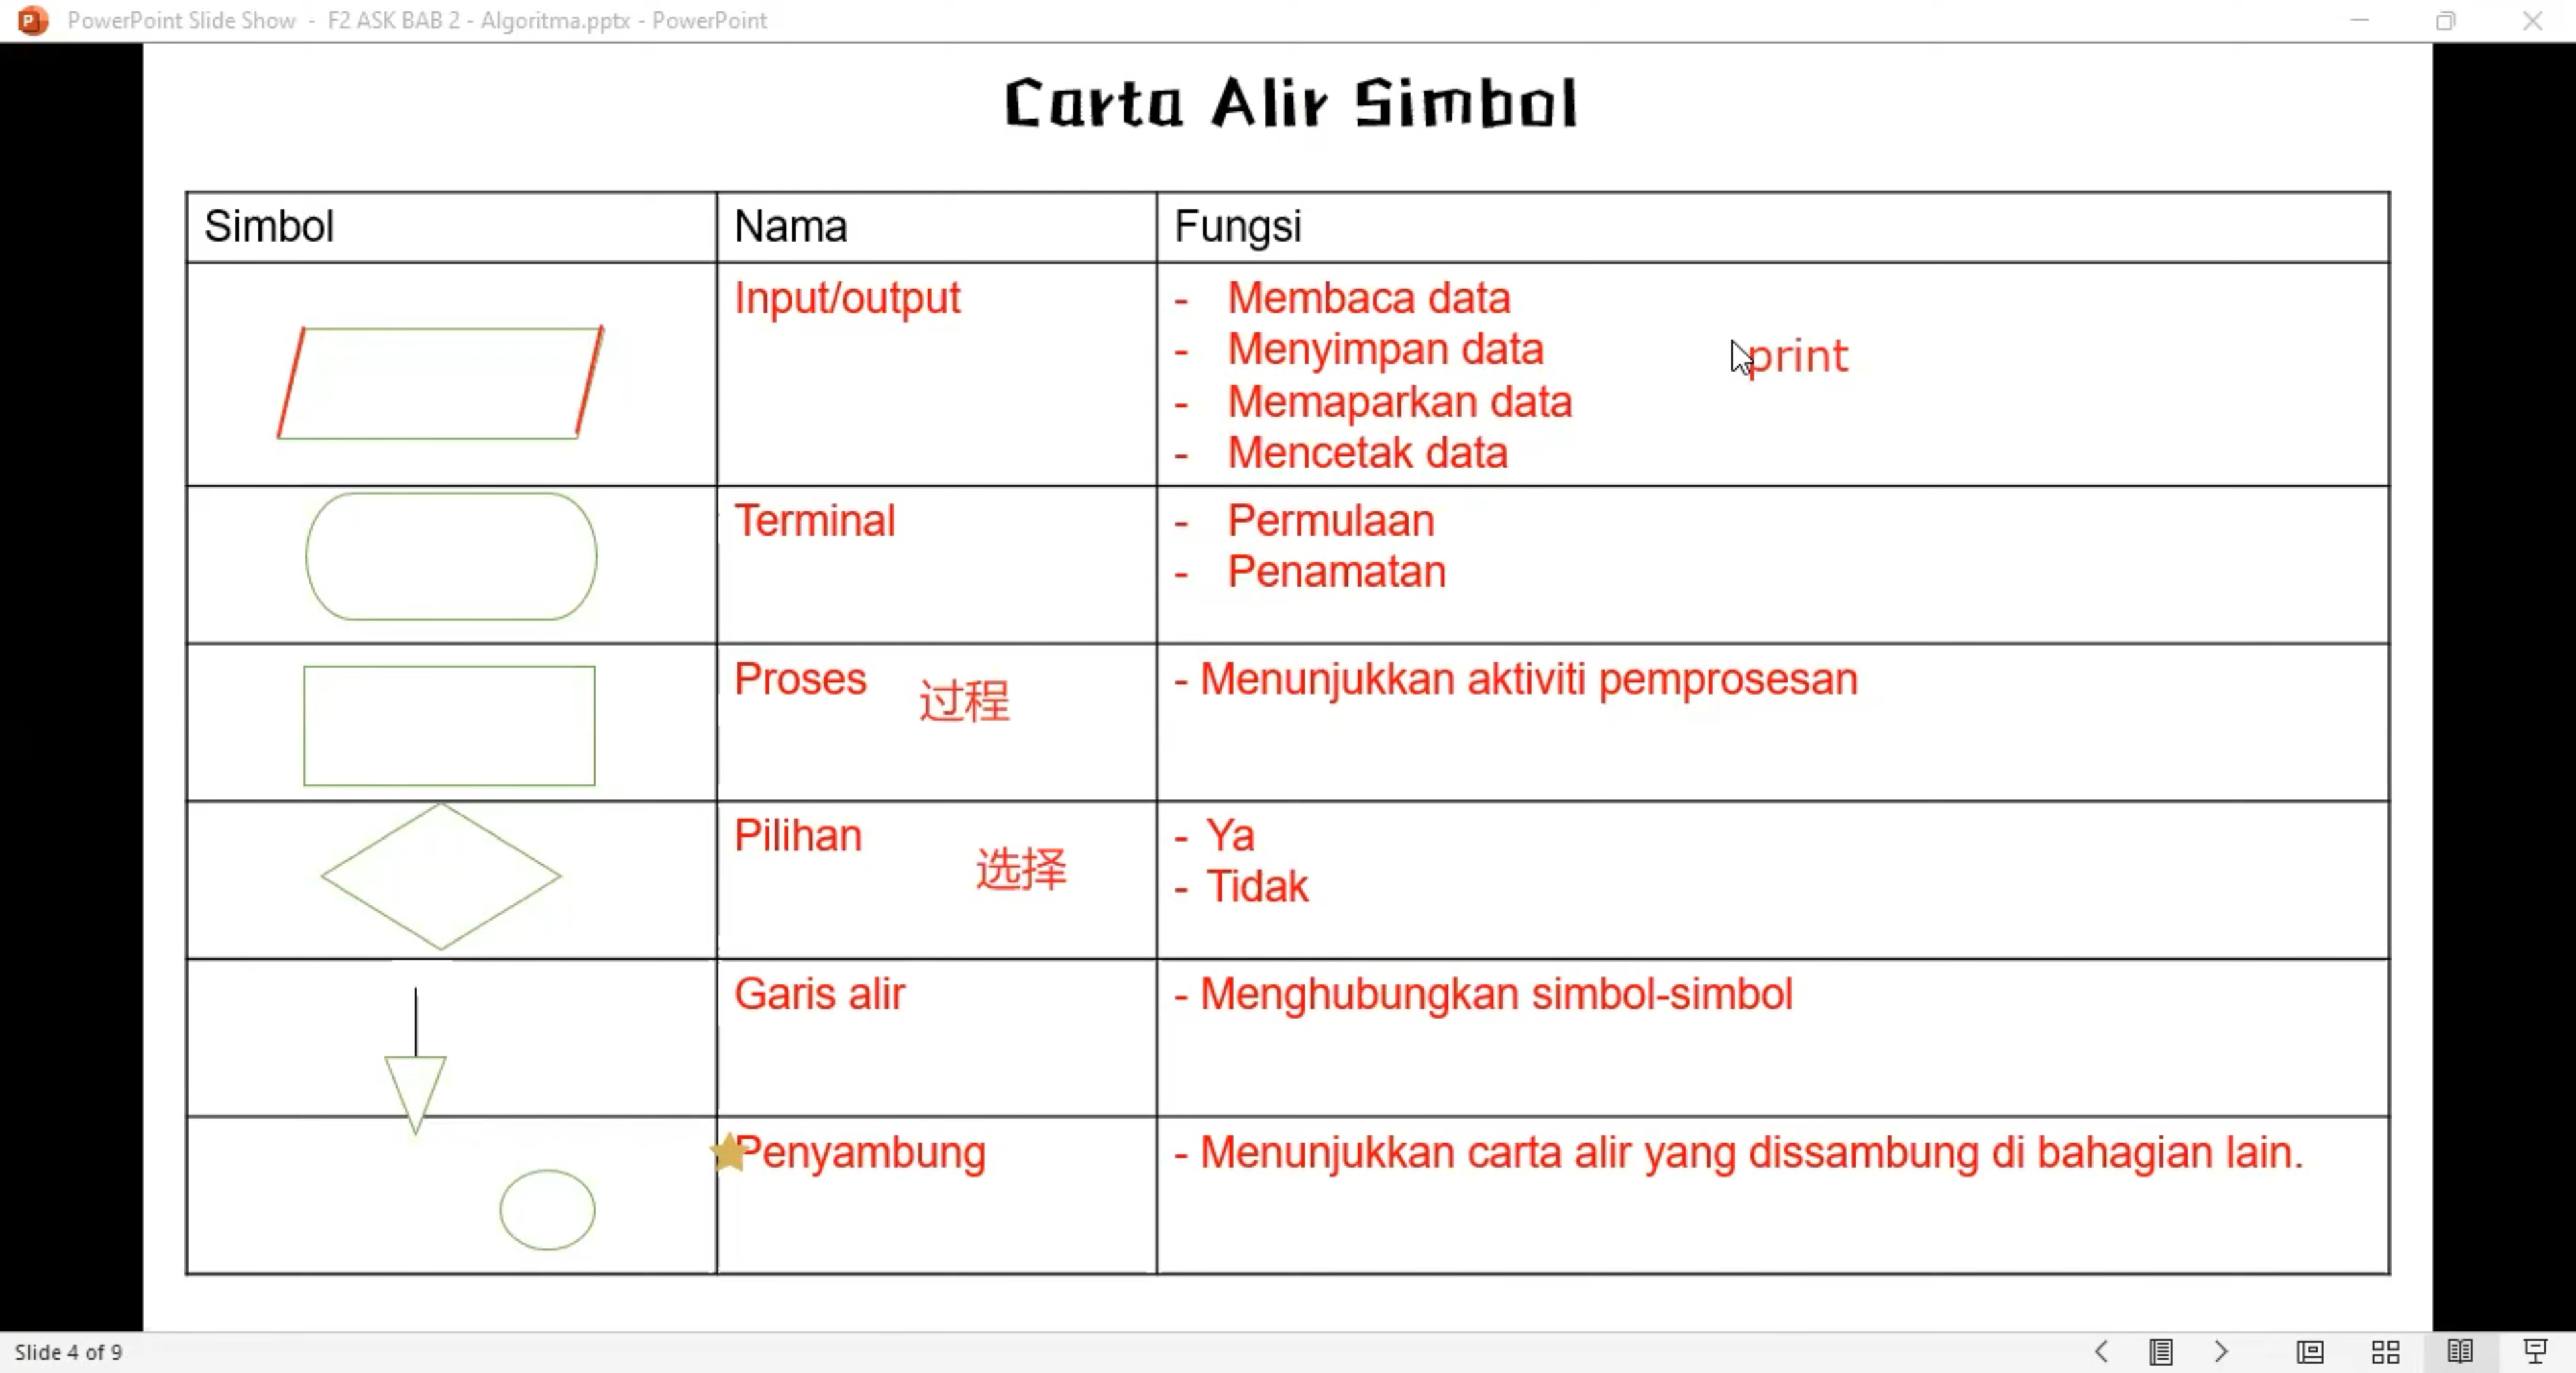 PowerPoint Slide Show - F2 ASK BAB 2 - Algoritma.pptx - PowerPoint
Carta Alir Simbol
Simbol Nama Fungsi
Input/output
- Membaca data
- Menyimpan data
print
- Memaparkan data
- Mencetak data
Terminal
- Permulaan
- Penamatan
Proses 过程
- Menunjukkan aktiviti pemprosesan
Pilihan 选择
- Ya
- Tidak
Garis alir
- Menghubungkan simbol-simbol
Penyambung
- Menunjukkan carta alir yang dissambung di bahagian lain.
Slide 4 of 9